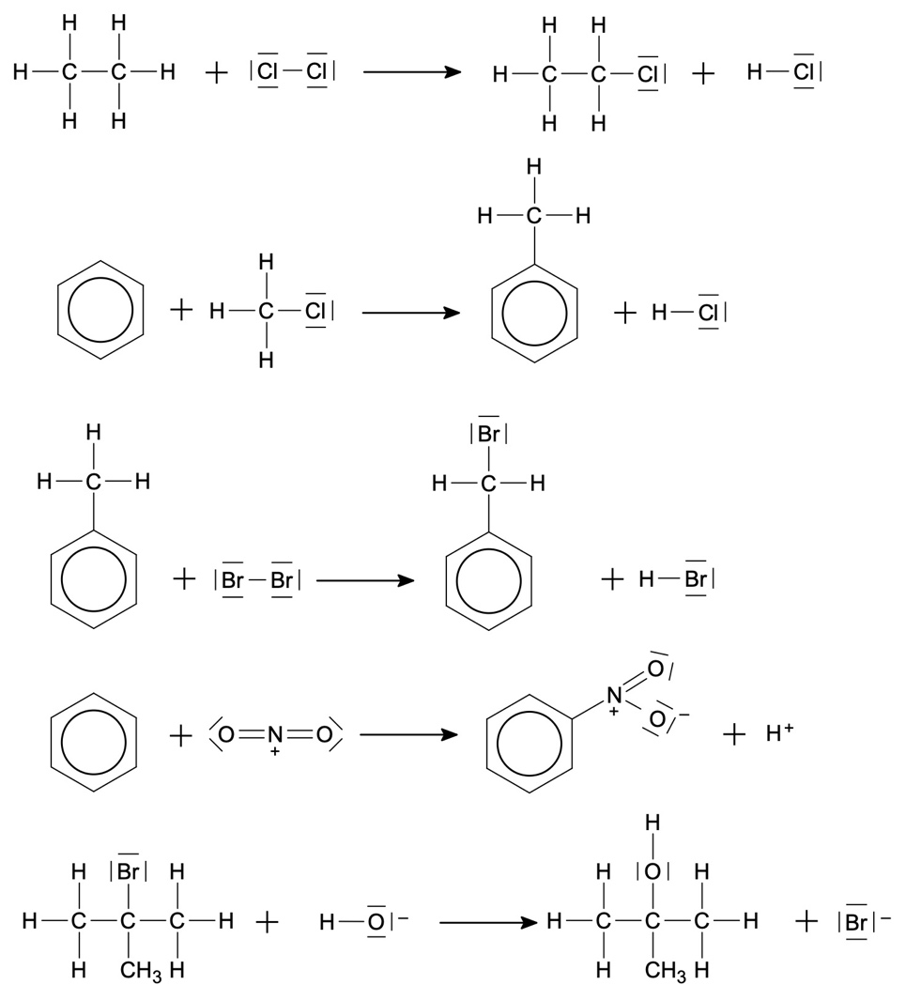 H H H H
H C C H + |Cl Cl| H C C Cl| + H Cl|
H H H H
H
H C H
H
+ H C Cl| + H Cl|
H
H |Br|
H C H H C H
+ |Br Br| + H Br|
O
N
+ O=N=O + O − + H+
+
H
H |Br| H H |O| H
H C C C H + H O|− H C C C H + |Br|−
H CH3 H H CH3 H